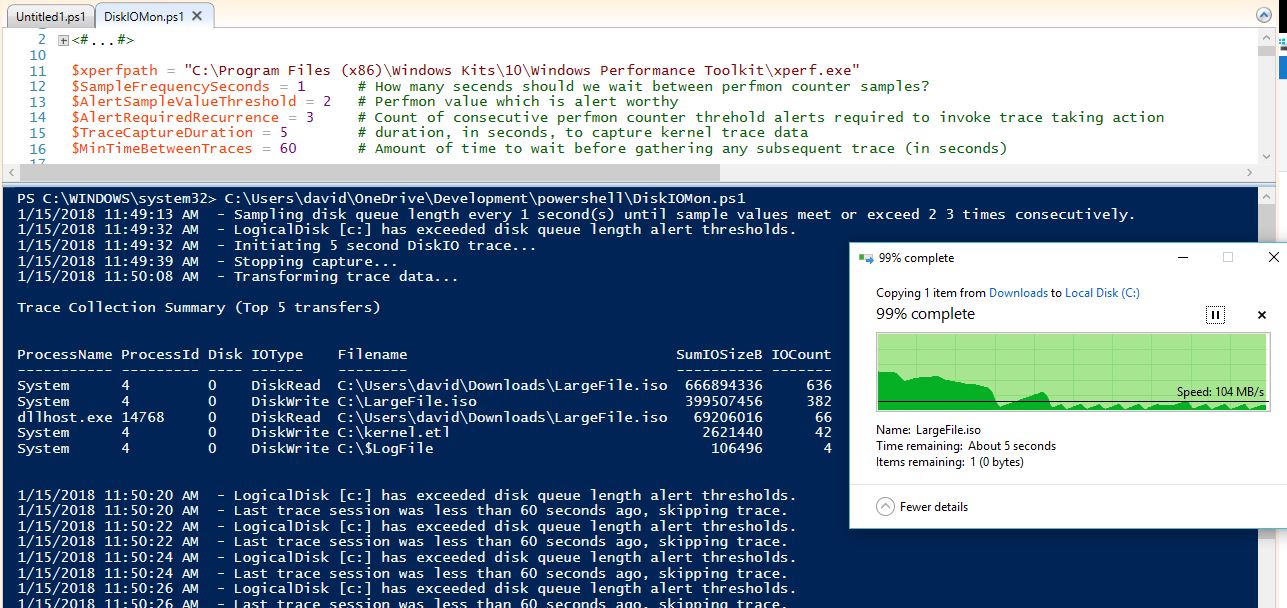 Untitled1.ps1 DiskIOMon.ps1 X
2 <#...#>
10
11 $xperfpath = "C:\Program Files (x86)\Windows Kits\10\Windows Performance Toolkit\xperf.exe"
12 $SampleFrequencySeconds = 1 # How many secends should we wait between perfmon counter samples?
13 $AlertSampleValueThreshold = 2 # Perfmon value which is alert worthy
14 $AlertRequiredRecurrence = 3 # Count of consecutive perfmon counter threhold alerts required to invoke trace taking action
15 $TraceCaptureDuration = 5 # duration, in seconds, to capture kernel trace data
16 $MinTimeBetweenTraces = 60 # Amount of time to wait before gathering any subsequent trace (in seconds)
17
PS C:\WINDOWS\system32> C:\Users\david\OneDrive\Development\powershell\DiskIOMon.ps1
1/15/2018 11:49:13 AM - Sampling disk queue length every 1 second(s) until sample values meet or exceed 2 3 times consecutively.
1/15/2018 11:49:32 AM - LogicalDisk [c:] has exceeded disk queue length alert thresholds.
1/15/2018 11:49:32 AM - Initiating 5 second DiskIO trace...
1/15/2018 11:49:39 AM - Stopping capture...
1/15/2018 11:50:08 AM - Transforming trace data...
Trace Collection Summary (Top 5 transfers)
ProcessName ProcessId Disk IOType Filename SumIOSizeB IOCount
----------- --------- ---- ------ -------- ---------- -------
System 4 0 DiskRead C:\Users\david\Downloads\LargeFile.iso 666894336 636
System 4 0 DiskWrite C:\LargeFile.iso 399507456 382
dllhost.exe 14768 0 DiskRead C:\Users\david\Downloads\LargeFile.iso 69206016 66
System 4 0 DiskWrite C:\kernel.etl 2621440 42
System 4 0 DiskWrite C:\$LogFile 106496 4
1/15/2018 11:50:20 AM - LogicalDisk [c:] has exceeded disk queue length alert thresholds.
1/15/2018 11:50:20 AM - Last trace session was less than 60 seconds ago, skipping trace.
1/15/2018 11:50:22 AM - LogicalDisk [c:] has exceeded disk queue length alert thresholds.
1/15/2018 11:50:22 AM - Last trace session was less than 60 seconds ago, skipping trace.
1/15/2018 11:50:24 AM - LogicalDisk [c:] has exceeded disk queue length alert thresholds.
1/15/2018 11:50:24 AM - Last trace session was less than 60 seconds ago, skipping trace.
1/15/2018 11:50:26 AM - LogicalDisk [c:] has exceeded disk queue length alert thresholds.
1/15/2018 11:50:26 AM - Last trace session was less than 60 seconds ago, skipping trace.
99% complete
Copying 1 item from Downloads to Local Disk (C:)
99% complete
Speed: 104 MB/s
Name: LargeFile.iso
Time remaining: About 5 seconds
Items remaining: 1 (0 bytes)
Fewer details